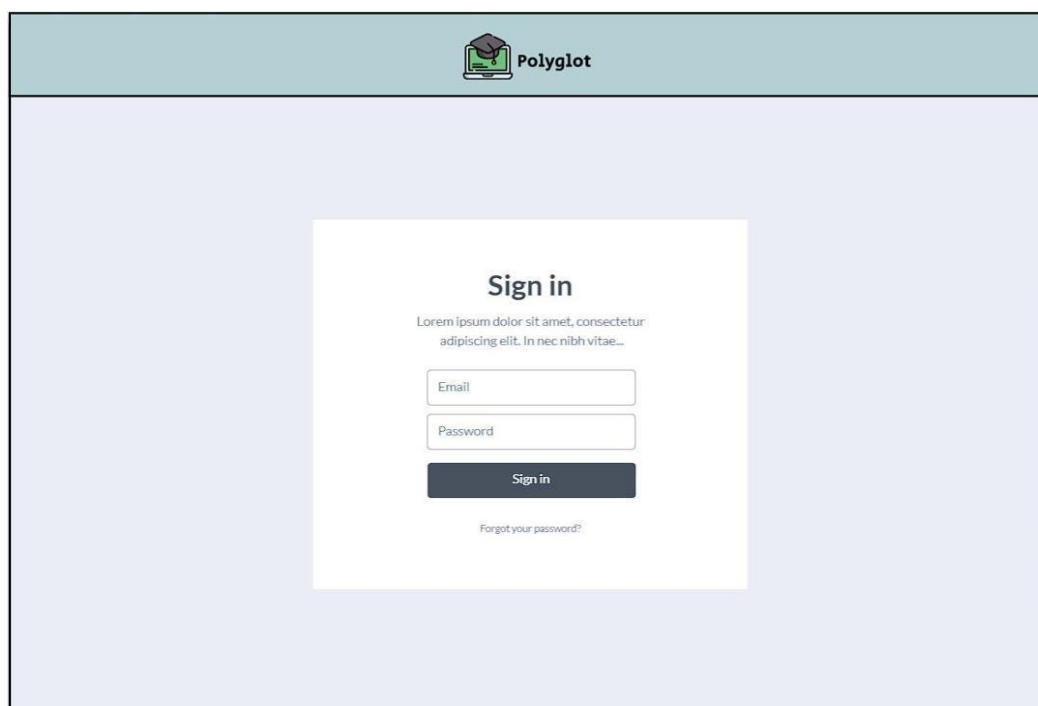 Polyglot
Sign in
Lorem ipsum dolor sit amet, consectetur
adipiscing elit. In nec nibh vitae...
Email
Password
Sign in
Forgot your password?